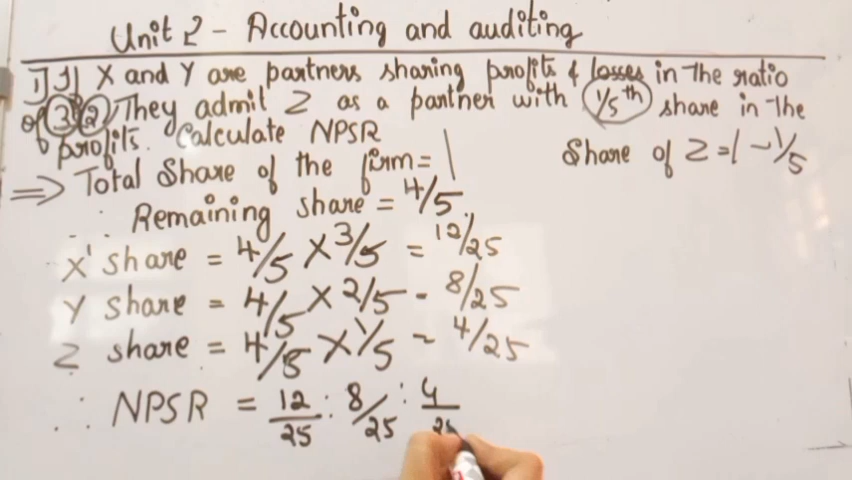 Unit 2 - Accounting and auditing
1] I] X and Y are partners sharing profits & losses in the ratio
of 3:2, They admit Z as a partner with 1/5th share in the
profits. Calculate NPSR
Share of Z = 1 - 1/5
⇒ Total Share of the firm = 1
∴ Remaining share = 4/5.
X' share = 4/5 X 3/5 = 12/25
Y share = 4/5 X 2/5 - 8/25
Z share = 4/5 X 1/5 = 4/25
∴ NPSR = 12/25 : 8/25 : 4/25